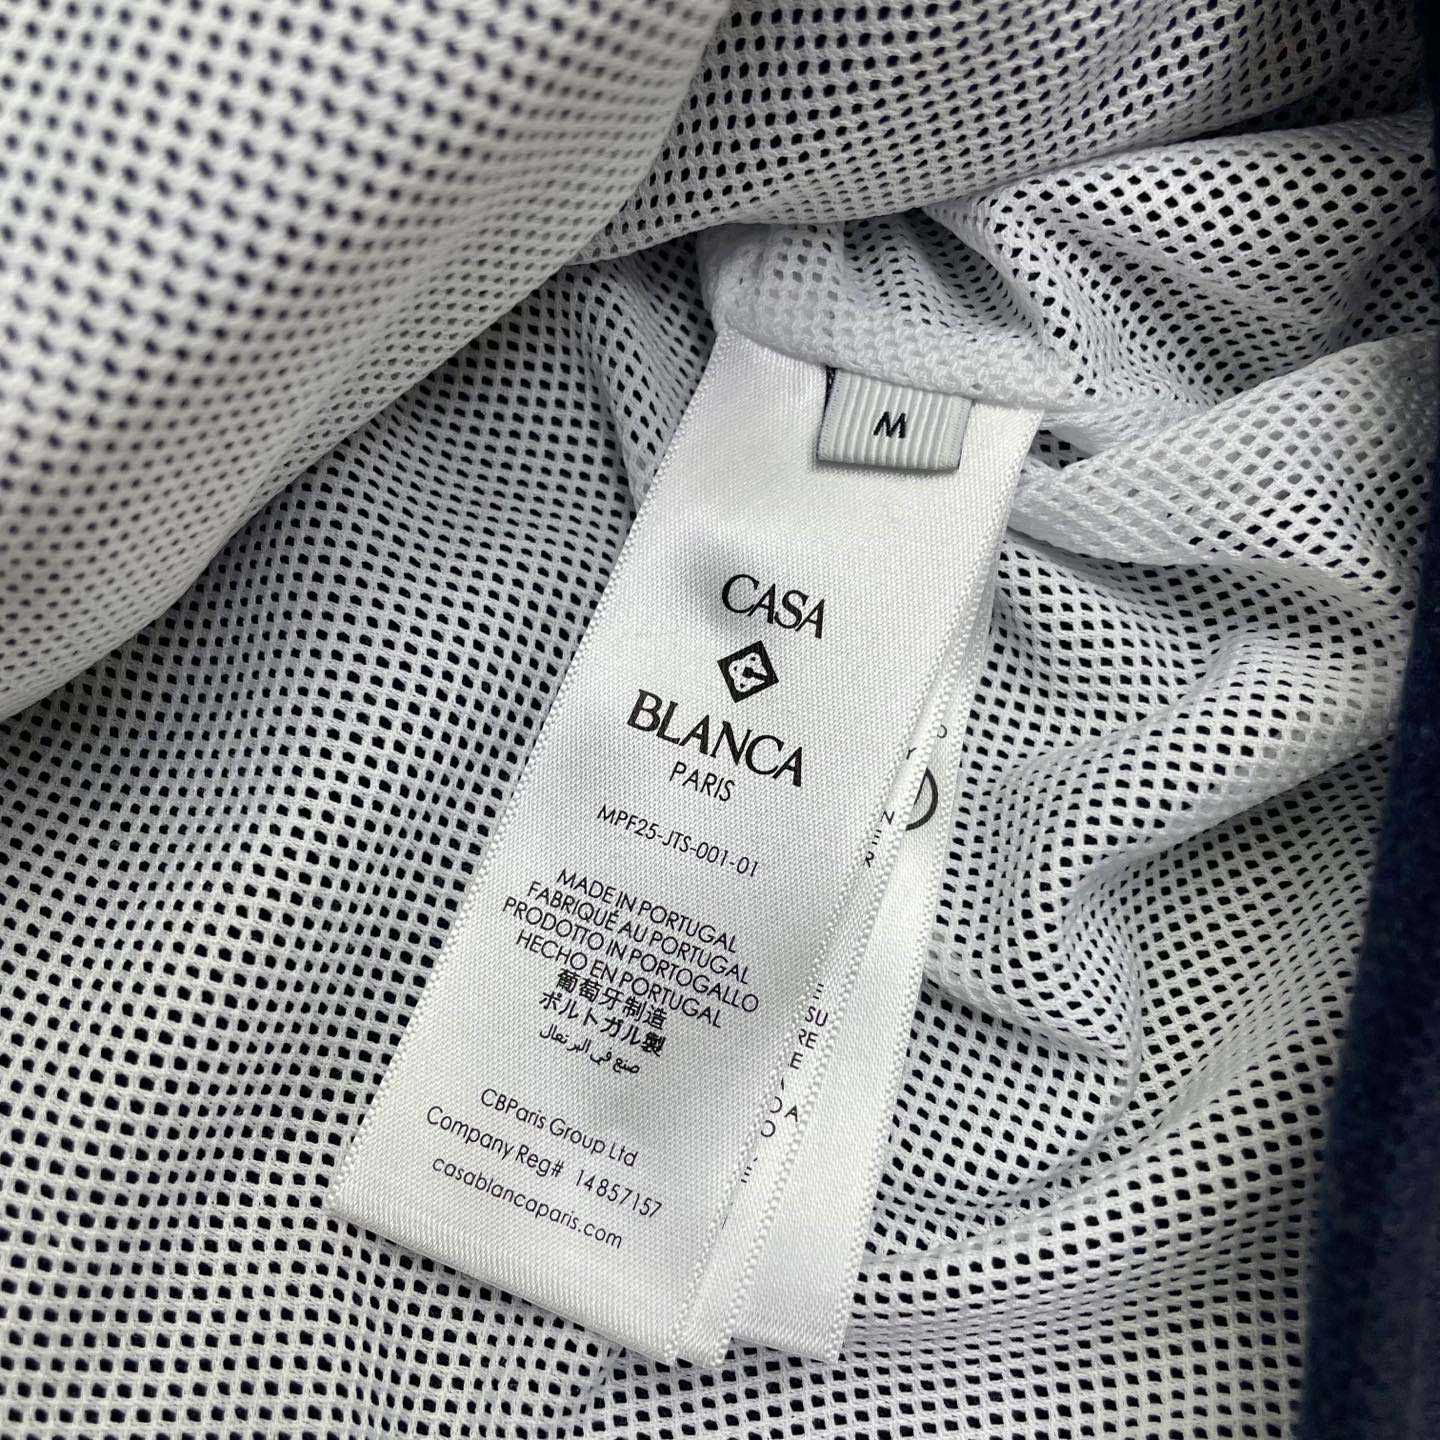 M
CASA
BLANCA
PARIS
MPF25-JTS-001-01
MADE IN PORTUGAL
FABRIQUÉ AU PORTUGAL
PRODOTTO IN PORTOGALLO
HECHO EN PORTUGAL
葡萄牙制造
ポルトガル製
صنع في البرتغال
CBParis Group Ltd
Company Reg# 14857157
casablancaparis.com